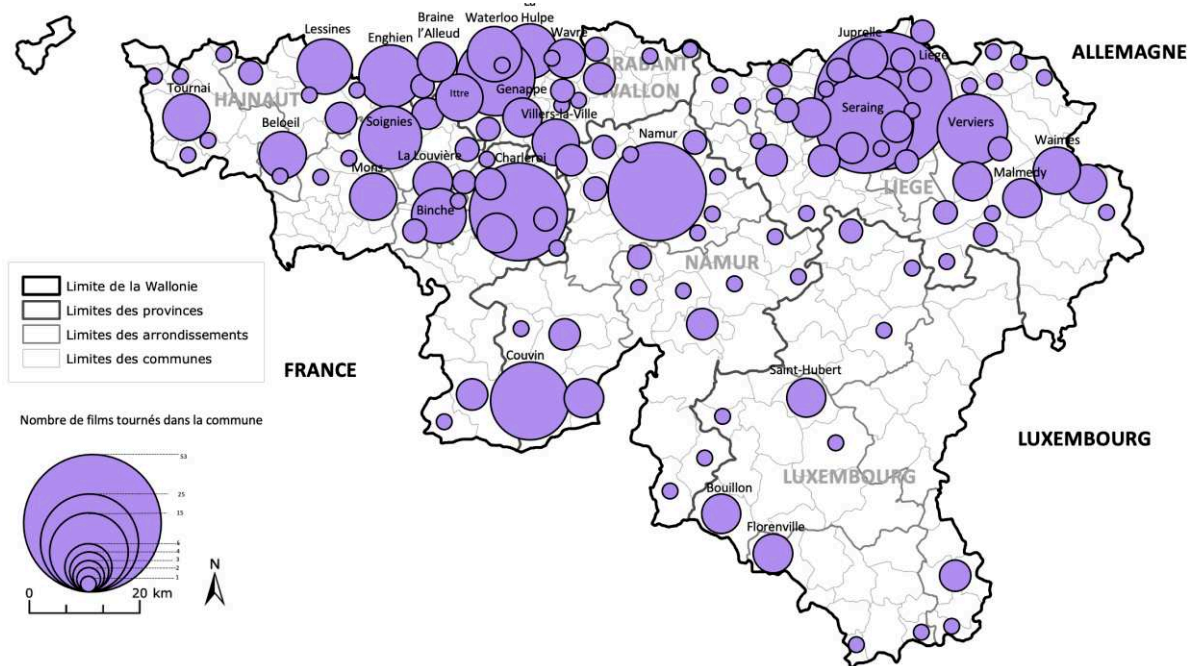 La
Lessines
Enghien
Braine
l'Alleud
Waterloo
Hulpe
Wavre
BRABANT
WALLON
Juprelle
Liege
ALLEMAGNE
Tournai
HAINAUT
Beloeil
Soignies
Ittre
Genappe
Villers-la-Ville
Seraing
Verviers
Namur
Waimes
Malmedy
La Louvière
Charleroi
Mons
Binche
LIEGE
NAMUR
Limite de la Wallonie
Limites des provinces
Limites des arrondissements
Limites des communes
FRANCE
Couvin
Saint-Hubert
LUXEMBOURG
LUXEMBOURG
Bouillon
Florenville
Nombre de films tournés dans la commune
53
25
15
6
4
3
2
1
N
0 20 km